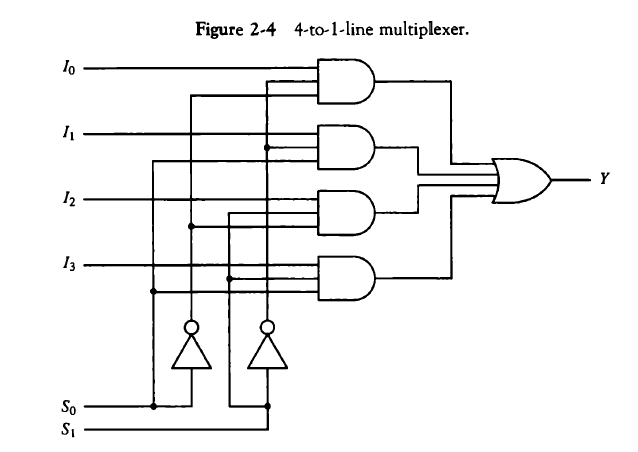 Figure 2-4 4-to-1-line multiplexer.
I₀
I₁
I₂
I₃
Y
S₀
S₁